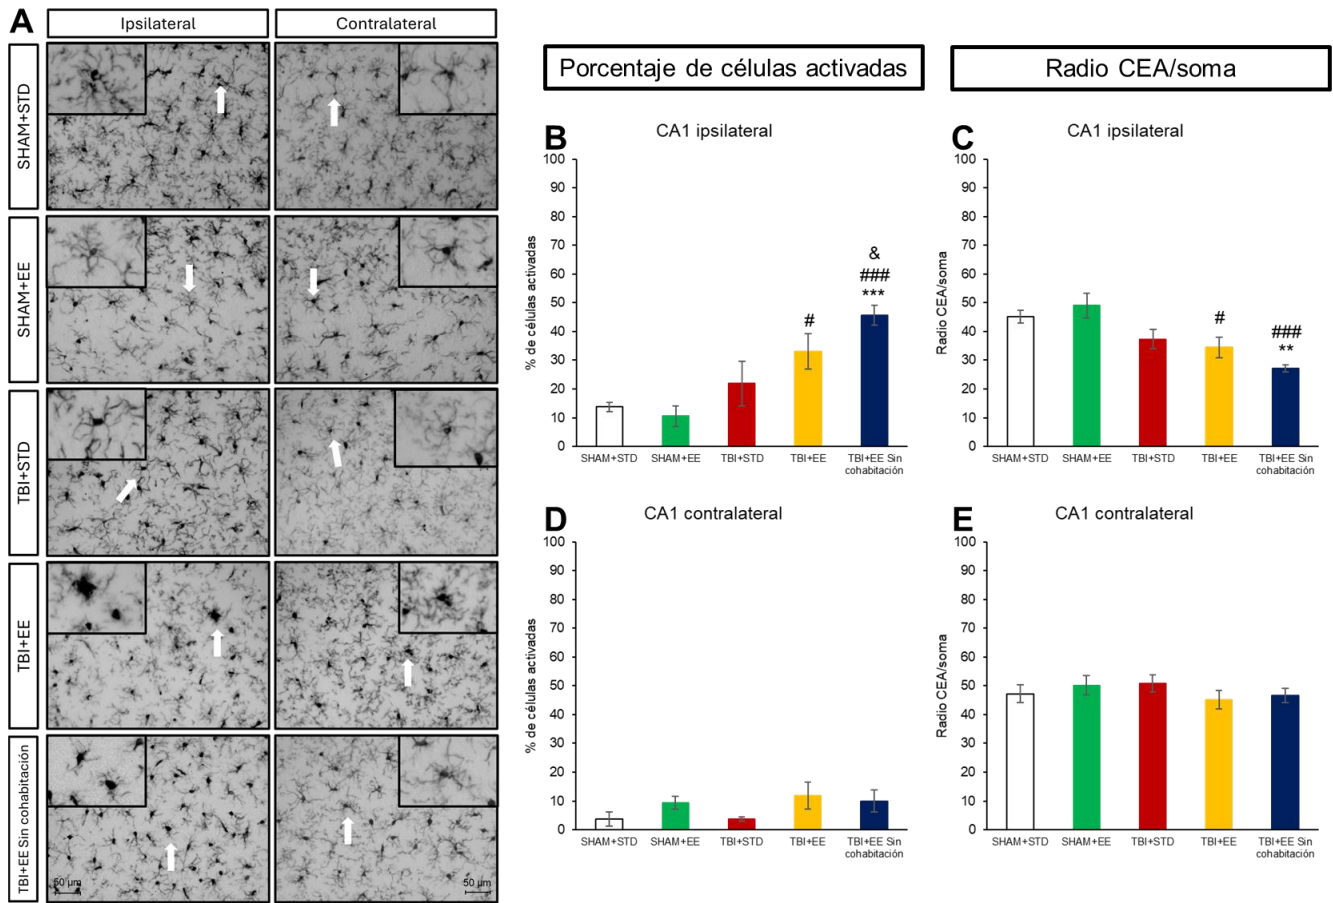 A
Ipsilateral
Contralateral
SHAM+STD
SHAM+EE
TBI+STD
TBI+EE
TBI+EE Sin cohabitación
50 µm
50 µm
Porcentaje de células activadas
Radio CEA/soma
B
CA1 ipsilateral
% de células activadas
100
90
80
70
60
50
40
30
20
10
0
#
&
###
***
SHAM+STD
SHAM+EE
TBI+STD
TBI+EE
TBI+EE Sin
cohabitación
C
CA1 ipsilateral
Radio CEA/soma
100
90
80
70
60
50
40
30
20
10
0
#
###
**
SHAM+STD
SHAM+EE
TBI+STD
TBI+EE
TBI+EE Sin
cohabitación
D
CA1 contralateral
% de células activadas
100
90
80
70
60
50
40
30
20
10
0
SHAM+STD
SHAM+EE
TBI+STD
TBI+EE
TBI+EE Sin
cohabitación
E
CA1 contralateral
Radio CEA/soma
100
90
80
70
60
50
40
30
20
10
0
SHAM+STD
SHAM+EE
TBI+STD
TBI+EE
TBI+EE Sin
cohabitación